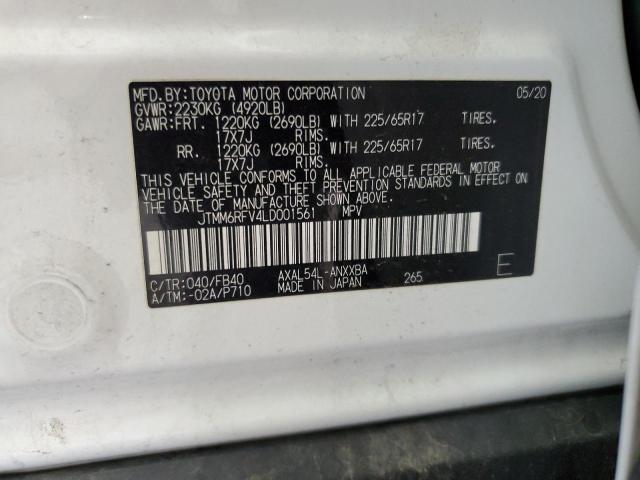 MFD.BY:TOYOTA MOTOR CORPORATION 05/20
GVWR:2230KG (4920LB)
GAWR:FRT. 1220KG (2690LB) WITH 225/65R17 TIRES.
17X7J RIMS.
RR. 1220KG (2690LB) WITH 225/65R17 TIRES.
17X7J RIMS.
THIS VEHICLE CONFORMS TO ALL APPLICABLE FEDERAL MOTOR
VEHICLE SAFETY AND THEFT PREVENTION STANDARDS IN EFFECT ON
THE DATE OF MANUFACTURE SHOWN ABOVE.
JTMM6RFV4LD001561 MPV
C/TR:040/FB40 AXAL54L-ANXXBA
A/TM:-02A/P710 MADE IN JAPAN 265 E